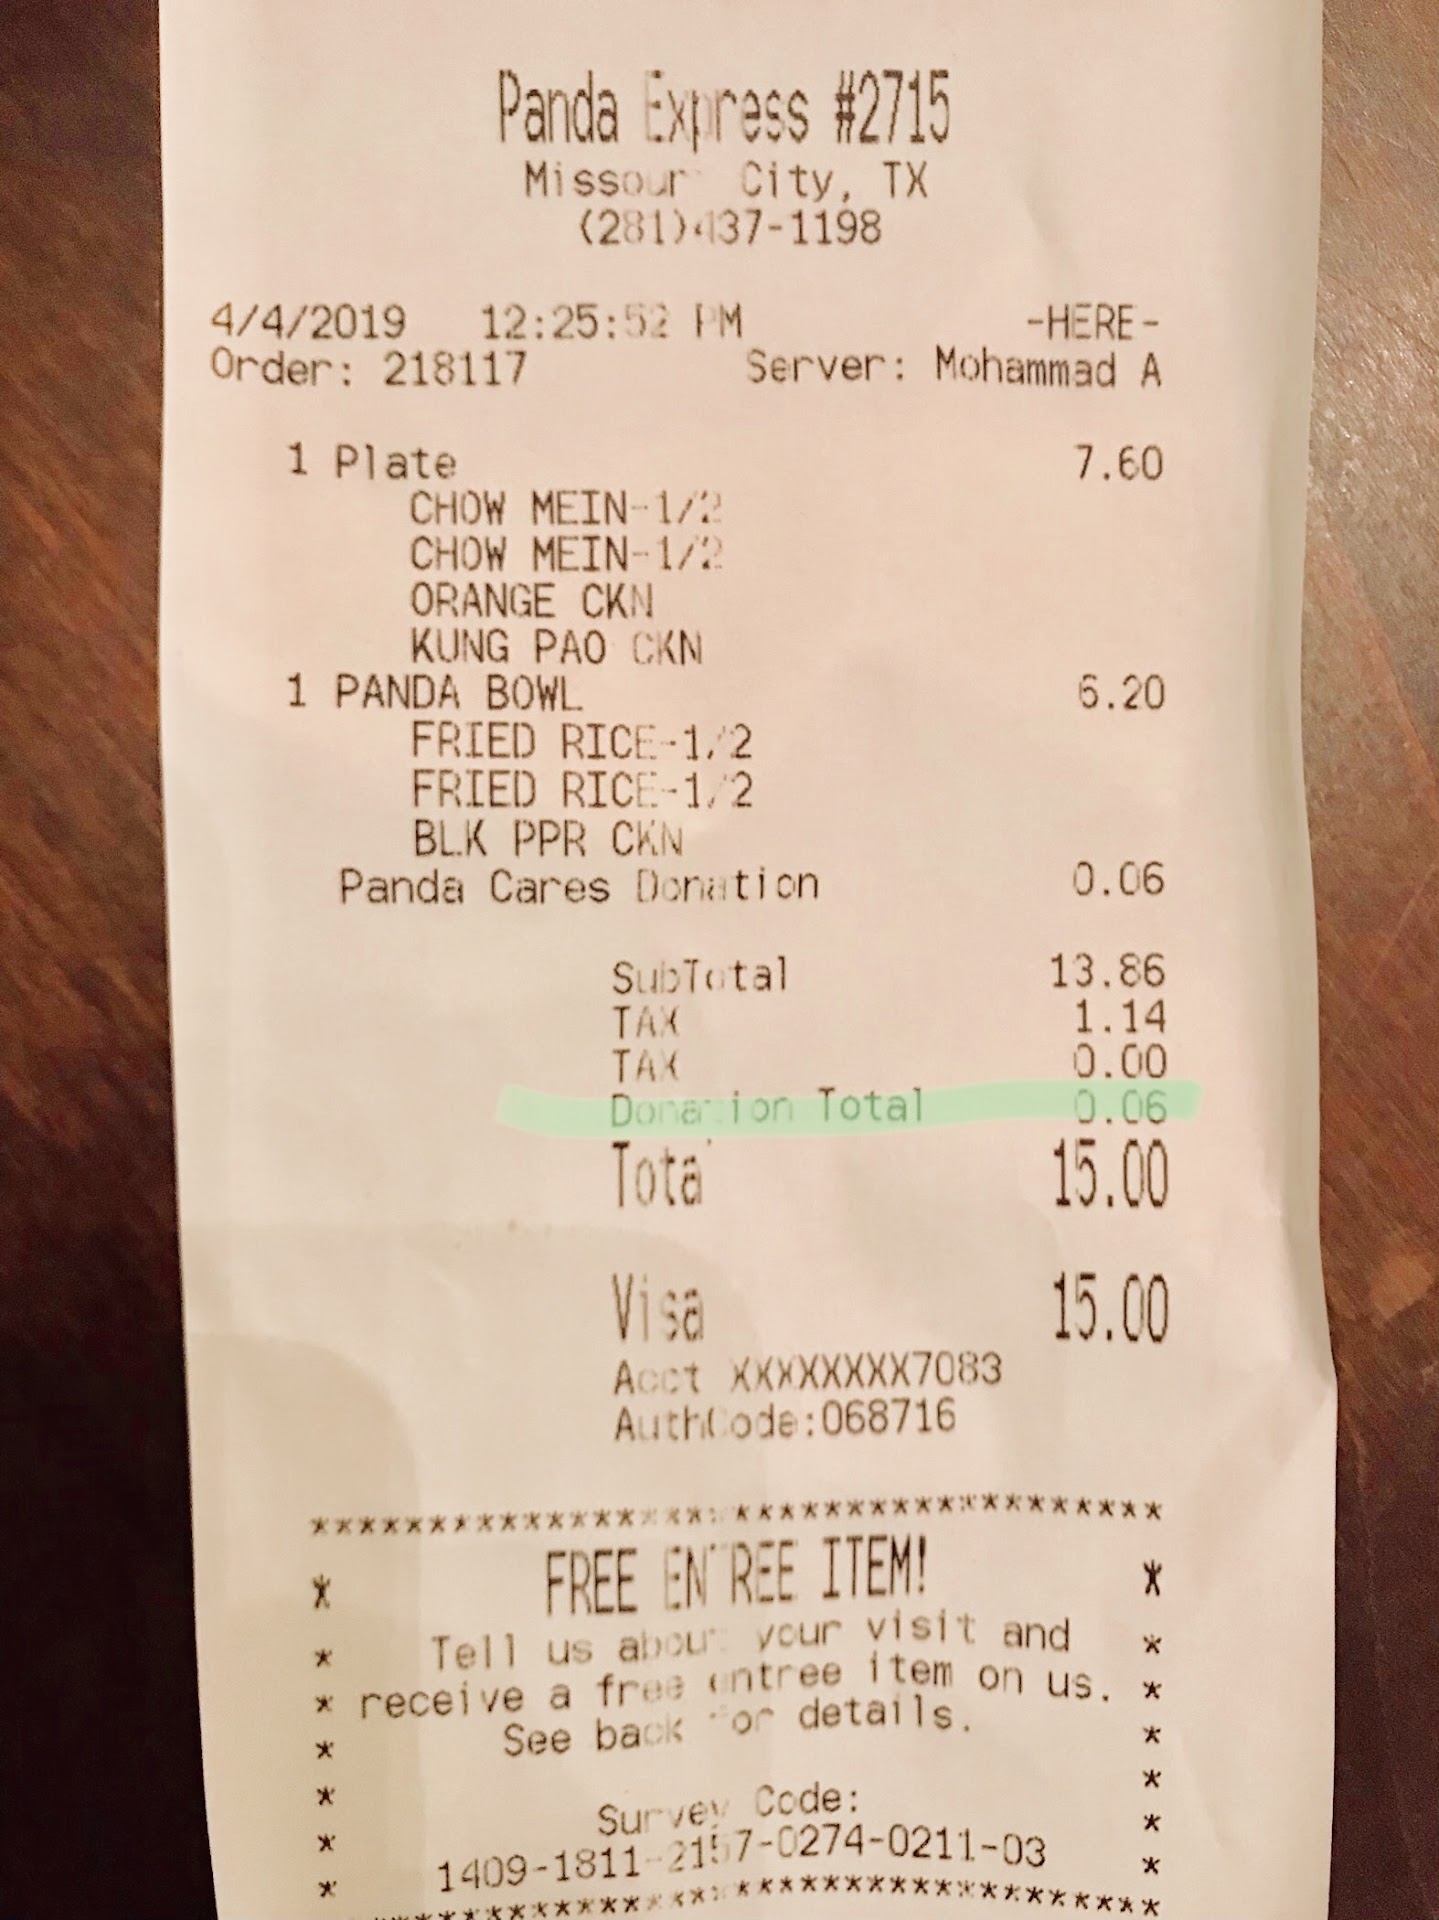 Panda Express #2715
Missouri City, TX
(281)437-1198
4/4/2019 12:25:52 PM -HERE-
Order: 218117 Server: Mohammad A
1 Plate 7.60
CHOW MEIN-1/2
CHOW MEIN-1/2
ORANGE CKN
KUNG PAO CKN
1 PANDA BOWL 6.20
FRIED RICE-1/2
FRIED RICE-1/2
BLK PPR CKN
Panda Cares Donation 0.06
SubTotal 13.86
TAX 1.14
TAX 0.00
Donation Total 0.06
Total 15.00
Visa 15.00
Acct XXXXXXXX7083
AuthCode:068716
************************************
* FREE ENTREE ITEM! *
* Tell us about your visit and *
* receive a free entree item on us. *
* See back for details. *
*
* Survey Code: *
* 1409-1811-2157-0274-0211-03 *
************************************